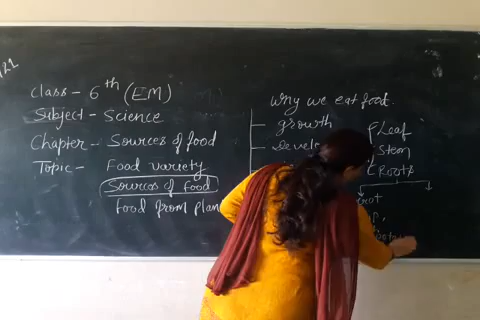 Class - 6th (EM)
Subject - Science
Chapter - Sources of food
Topic - Food variety
Sources of food
Food from plan
Why we eat food.
growth
Develo
Leaf
Stem
Roots